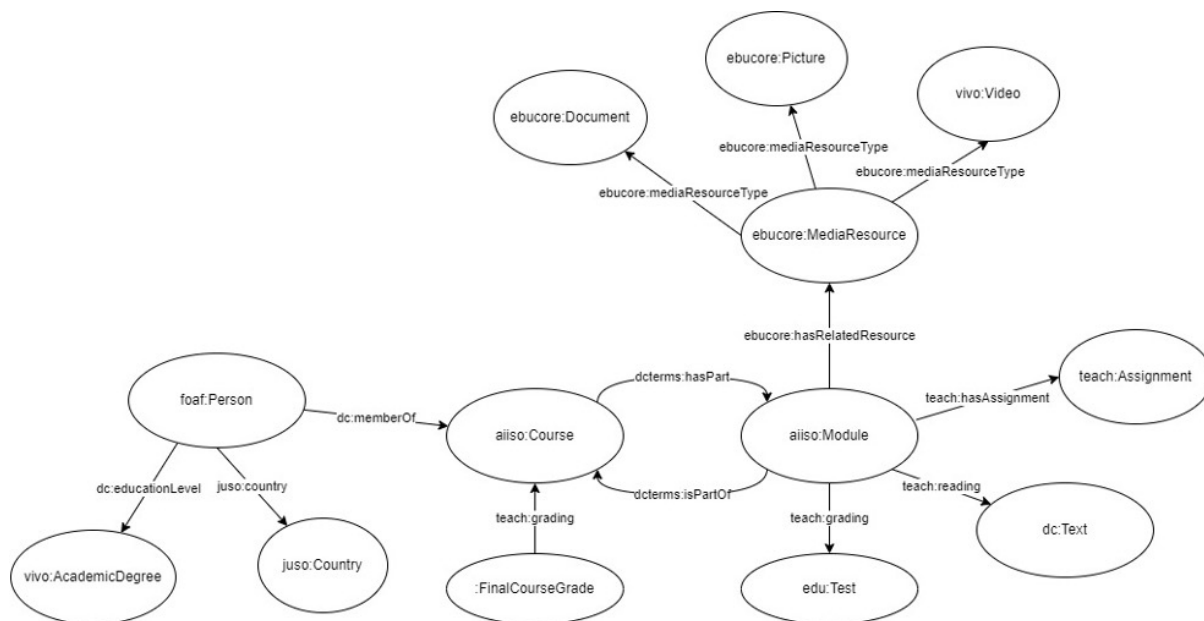 ebucore:Picture
vivo:Video
ebucore:Document
ebucore:mediaResourceType
ebucore:mediaResourceType
ebucore:mediaResourceType
ebucore:MediaResource
ebucore:hasRelatedResource
dcterms:hasPart
teach:Assignment
foaf:Person
teach:hasAssignment
dc:memberOf
aiiso:Course
aiiso:Module
dc:educationLevel
juso:country
dcterms:isPartOf
teach:reading
teach:grading
teach:grading
dc:Text
vivo:AcademicDegree
juso:Country
:FinalCourseGrade
edu:Test